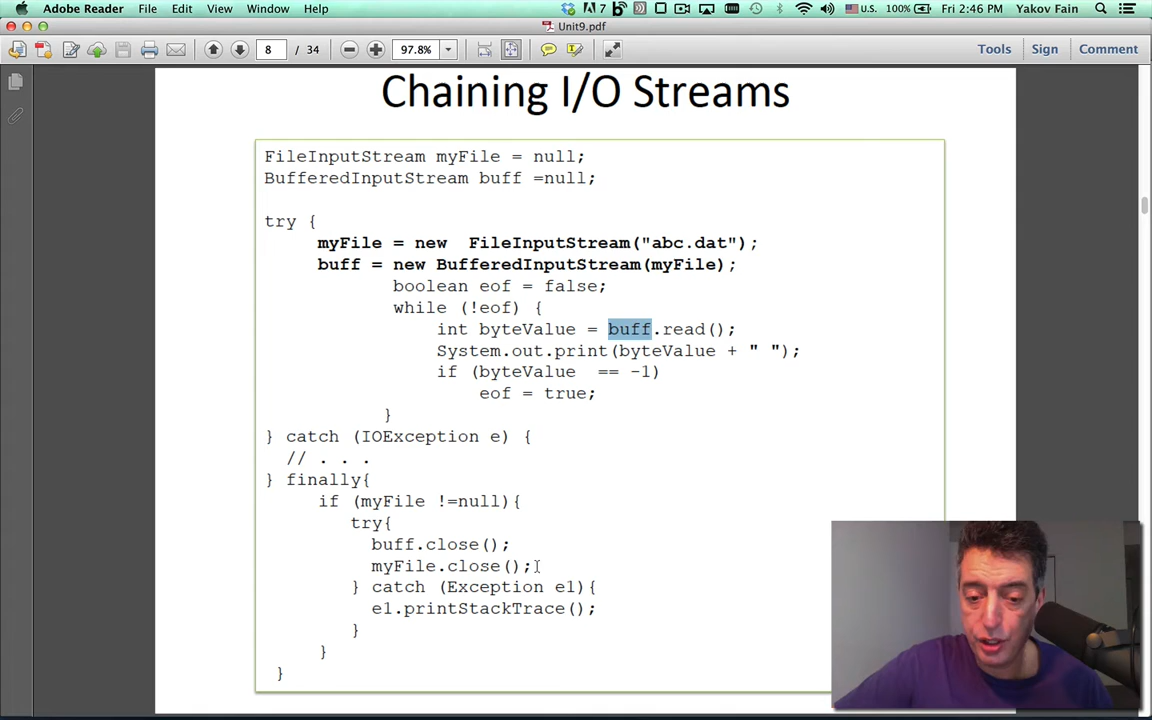 Adobe Reader File Edit View Window Help 7 U.S. 100% Fri 2:46 PM Yakov Fain
Unit9.pdf
8 / 34 97.8% Tools Sign Comment
Chaining I/O Streams
FileInputStream myFile = null;
BufferedInputStream buff =null;
try {
myFile = new  FileInputStream("abc.dat");
buff = new BufferedInputStream(myFile);
boolean eof = false;
while (!eof) {
int byteValue = buff.read();
System.out.print(byteValue + " ");
if (byteValue  == -1)
eof = true;
}
} catch (IOException e) {
// . . .
} finally{
if (myFile !=null){
try{
buff.close();
myFile.close();
} catch (Exception e1){
e1.printStackTrace();
}
}
}